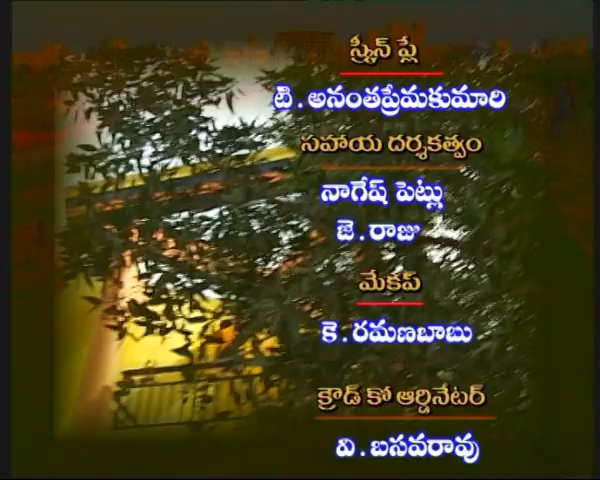 స్క్రీన్ ప్లే
టి.అనంతప్రేమకుమారి
సహాయ దర్శకత్వం
నాగేష్ పెట్లు
జె.రాజు
మేకప్
కె.రమణబాబు
క్రౌడ్ కో ఆర్డినేటర్
వి.బసవరావు